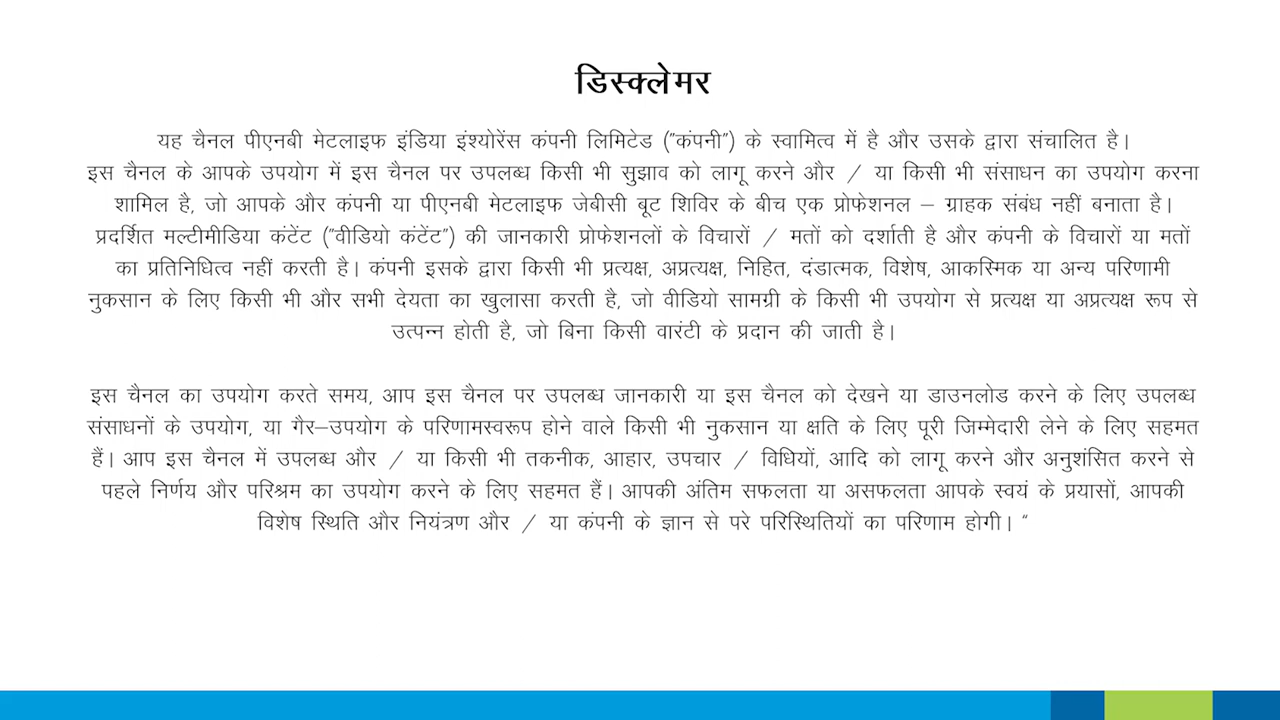 डिस्क्लेमर
यह चैनल पीएनबी मेटलाइफ इंडिया इंश्योरेंस कंपनी लिमिटेड ("कंपनी") के स्वामित्व में है और उसके द्वारा संचालित है।
इस चैनल के आपके उपयोग में इस चैनल पर उपलब्ध किसी भी सुझाव को लागू करने और / या किसी भी संसाधन का उपयोग करना
शामिल है, जो आपके और कंपनी या पीएनबी मेटलाइफ जेबीसी बूट शिविर के बीच एक प्रोफेशनल – ग्राहक संबंध नहीं बनाता है।
प्रदर्शित मल्टीमीडिया कंटेंट ("वीडियो कंटेंट") की जानकारी प्रोफेशनलों के विचारों / मतों को दर्शाती है और कंपनी के विचारों या मतों
का प्रतिनिधित्व नहीं करती है। कंपनी इसके द्वारा किसी भी प्रत्यक्ष, अप्रत्यक्ष, निहित, दंडात्मक, विशेष, आकस्मिक या अन्य परिणामी
नुकसान के लिए किसी भी और सभी देयता का खुलासा करती है, जो वीडियो सामग्री के किसी भी उपयोग से प्रत्यक्ष या अप्रत्यक्ष रूप से
उत्पन्न होती है, जो बिना किसी वारंटी के प्रदान की जाती है।
इस चैनल का उपयोग करते समय, आप इस चैनल पर उपलब्ध जानकारी या इस चैनल को देखने या डाउनलोड करने के लिए उपलब्ध
संसाधनों के उपयोग, या गैर–उपयोग के परिणामस्वरूप होने वाले किसी भी नुकसान या क्षति के लिए पूरी जिम्मेदारी लेने के लिए सहमत
हैं। आप इस चैनल में उपलब्ध और / या किसी भी तकनीक, आहार, उपचार / विधियों, आदि को लागू करने और अनुशंसित करने से
पहले निर्णय और परिश्रम का उपयोग करने के लिए सहमत हैं। आपकी अंतिम सफलता या असफलता आपके स्वयं के प्रयासों, आपकी
विशेष स्थिति और नियंत्रण और / या कंपनी के ज्ञान से परे परिस्थितियों का परिणाम होगी। "